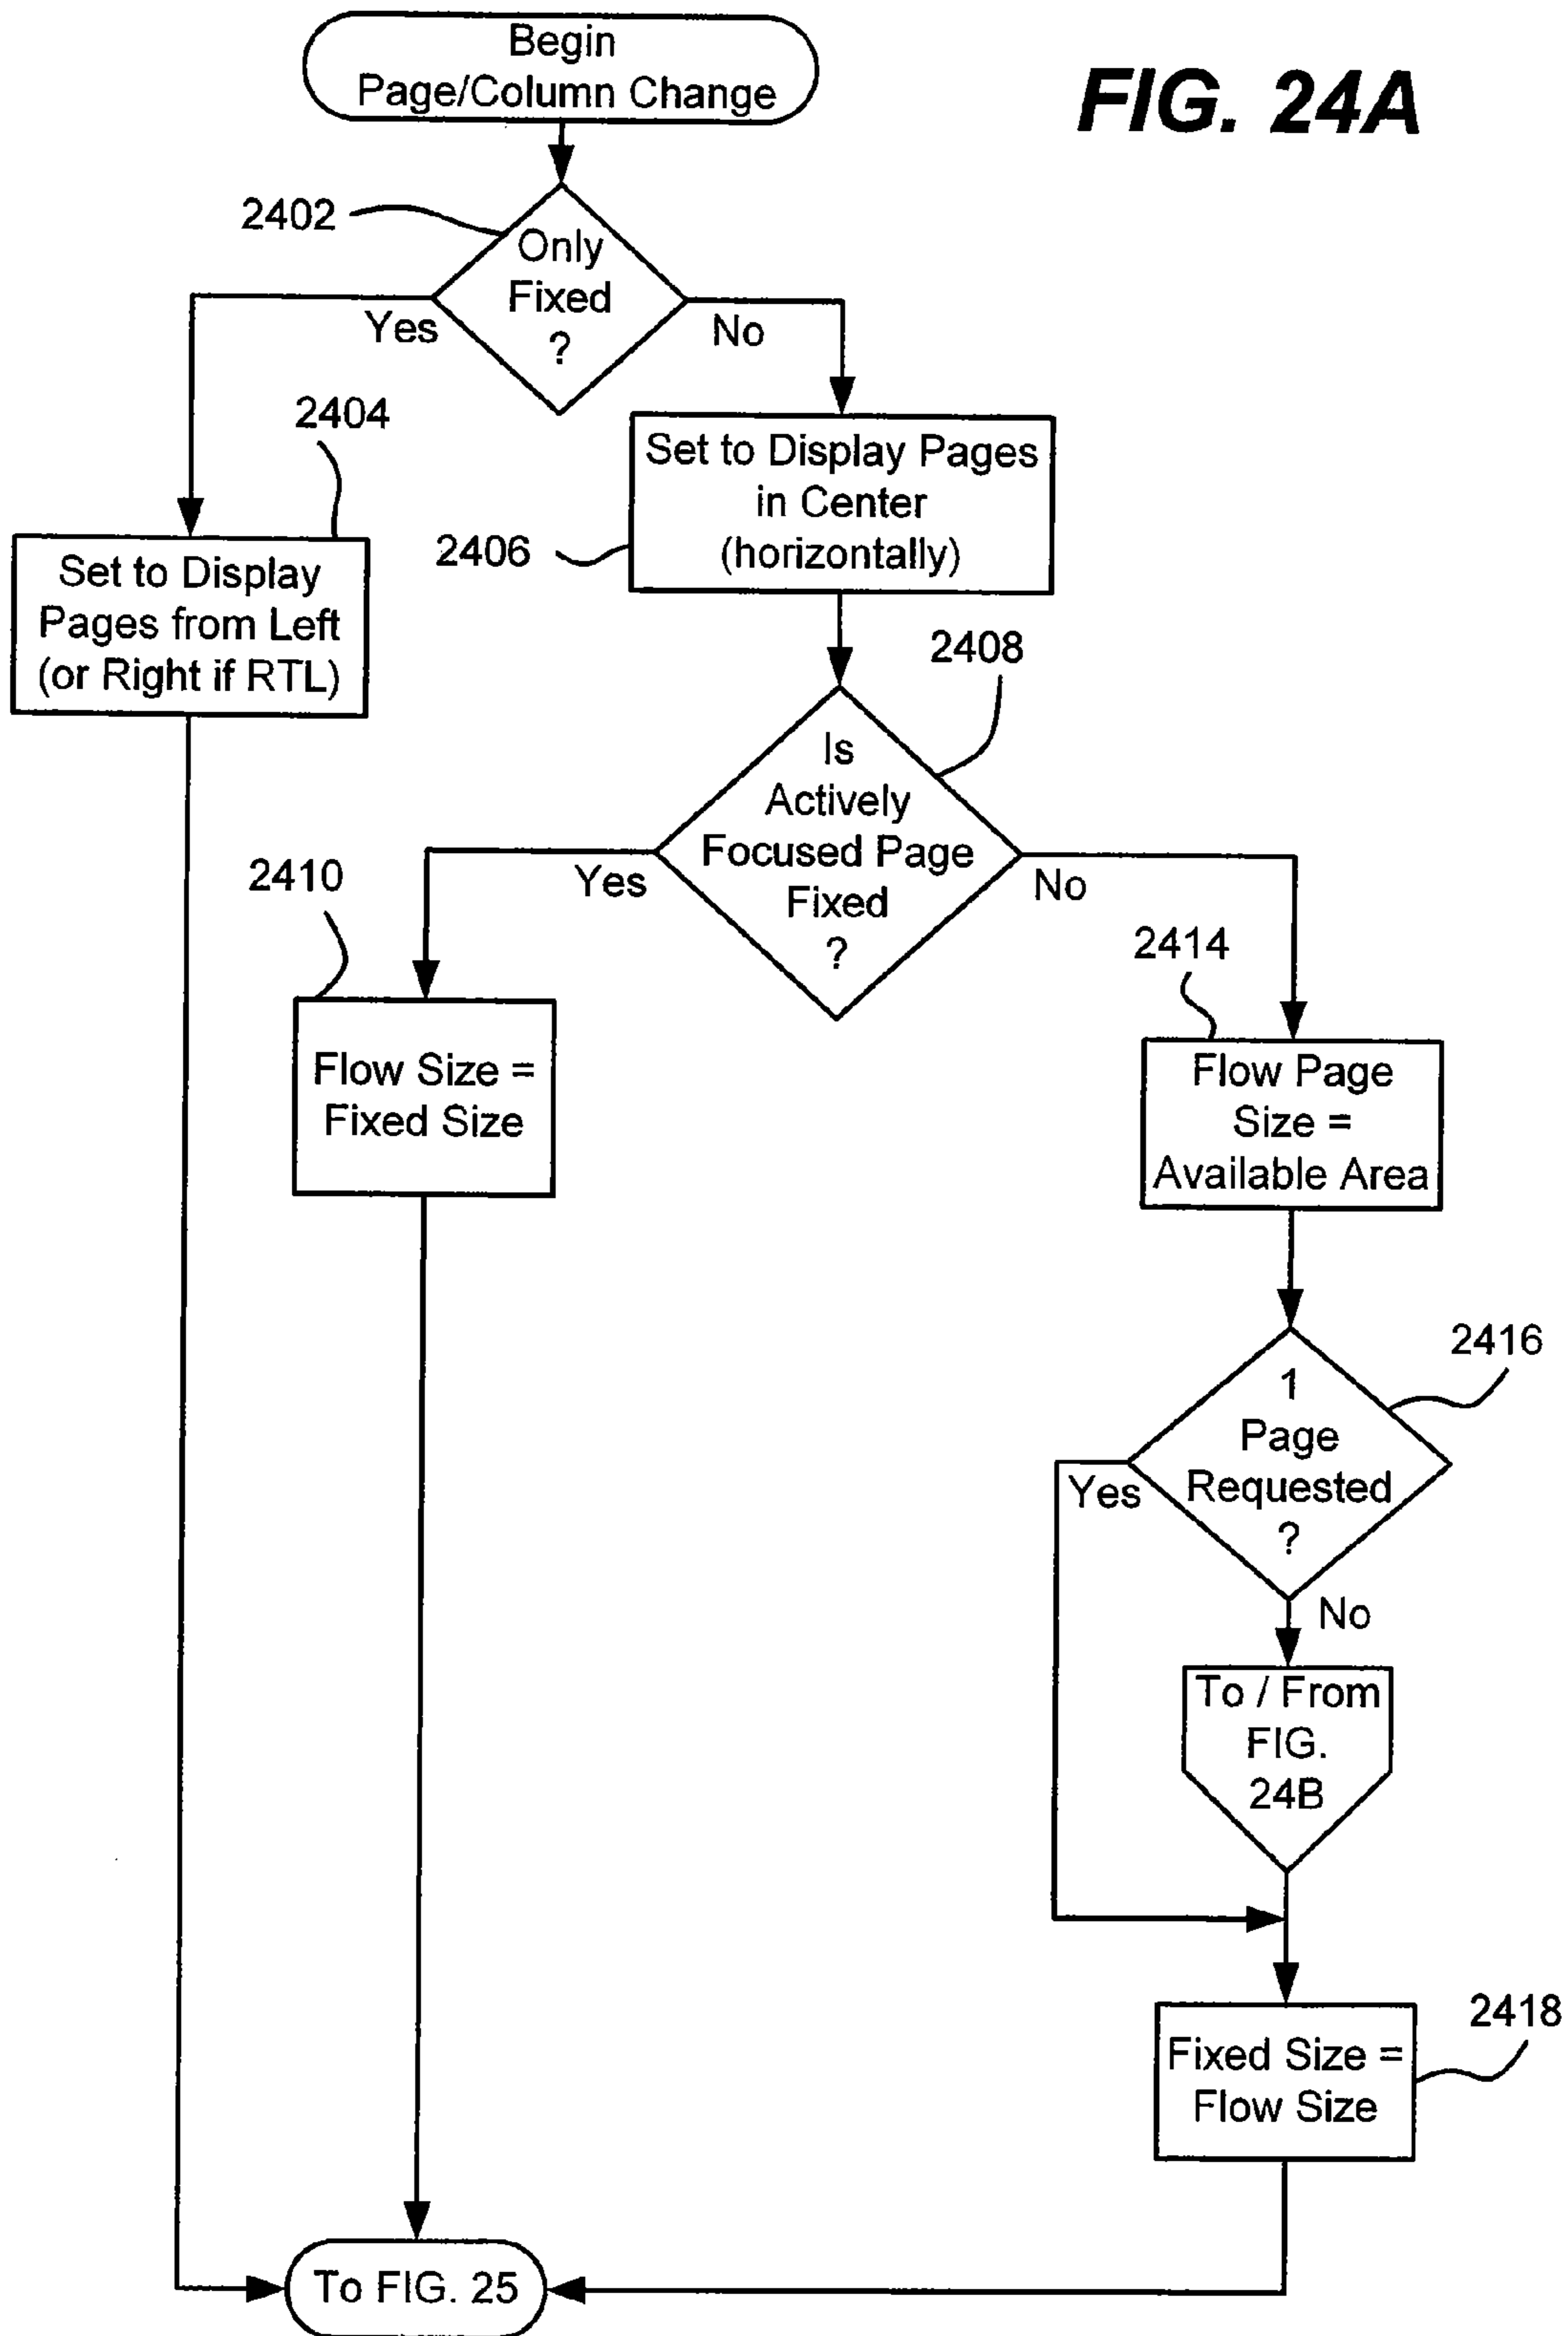 Begin
Page/Column Change
FIG. 24A
2402
Only
Fixed
?
Yes
No
2404
Set to Display
Pages from Left
(or Right if RTL)
2406
Set to Display Pages
in Center
(horizontally)
2408
Is
Actively
Focused Page
Fixed
?
Yes
No
2410
Flow Size =
Fixed Size
2414
Flow Page
Size =
Available Area
2416
1
Page
Requested
?
Yes
No
To / From
FIG.
24B
2418
Fixed Size =
Flow Size
To FIG. 25